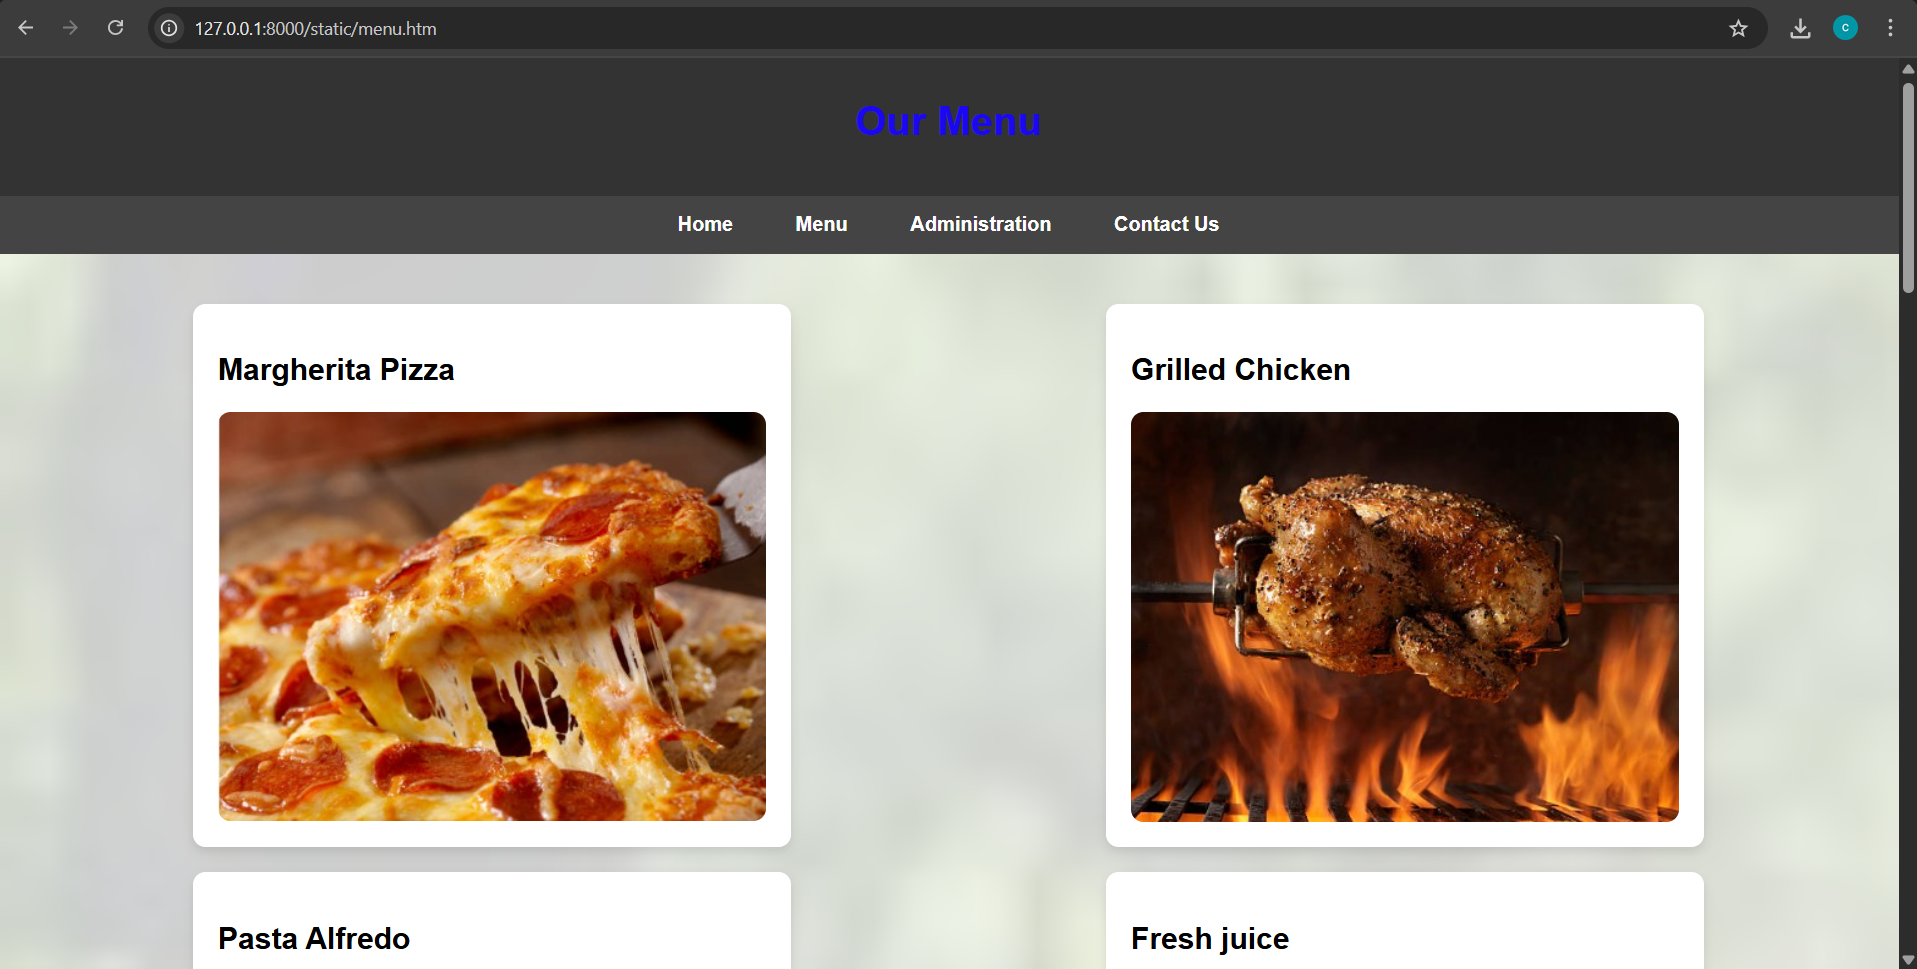 127.0.0.1:8000/static/menu.htm
C
Our Menu
Home Menu Administration Contact Us
Margherita Pizza
Grilled Chicken
Pasta Alfredo
Fresh juice